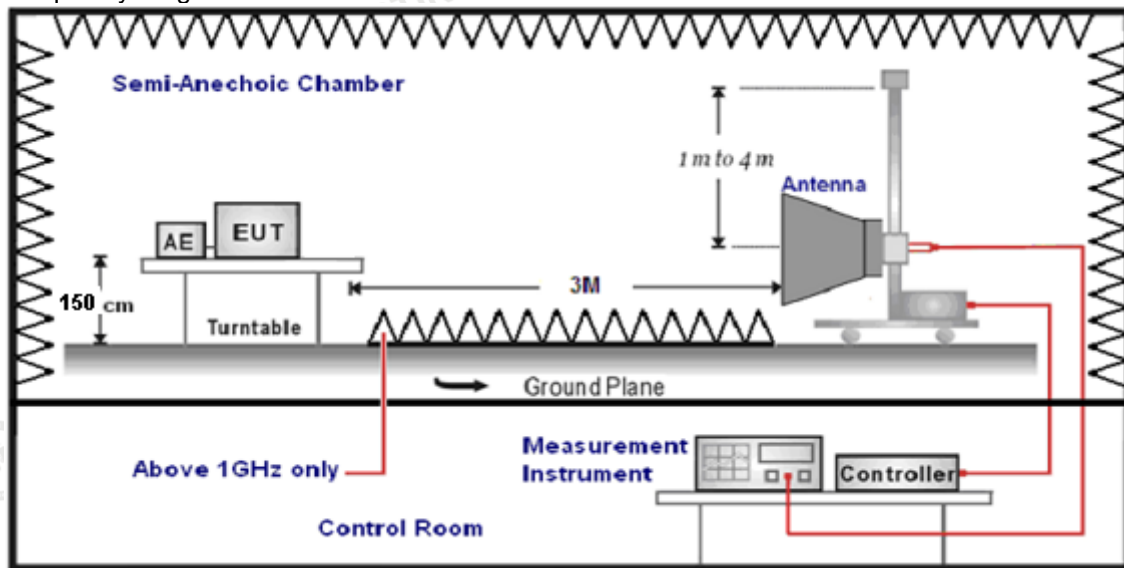 Semi-Anechoic Chamber
1 m to 4 m
Antenna
AE
EUT
3M
150 cm
Turntable
Ground Plane
Above 1GHz only
Measurement
Instrument
Controller
Control Room